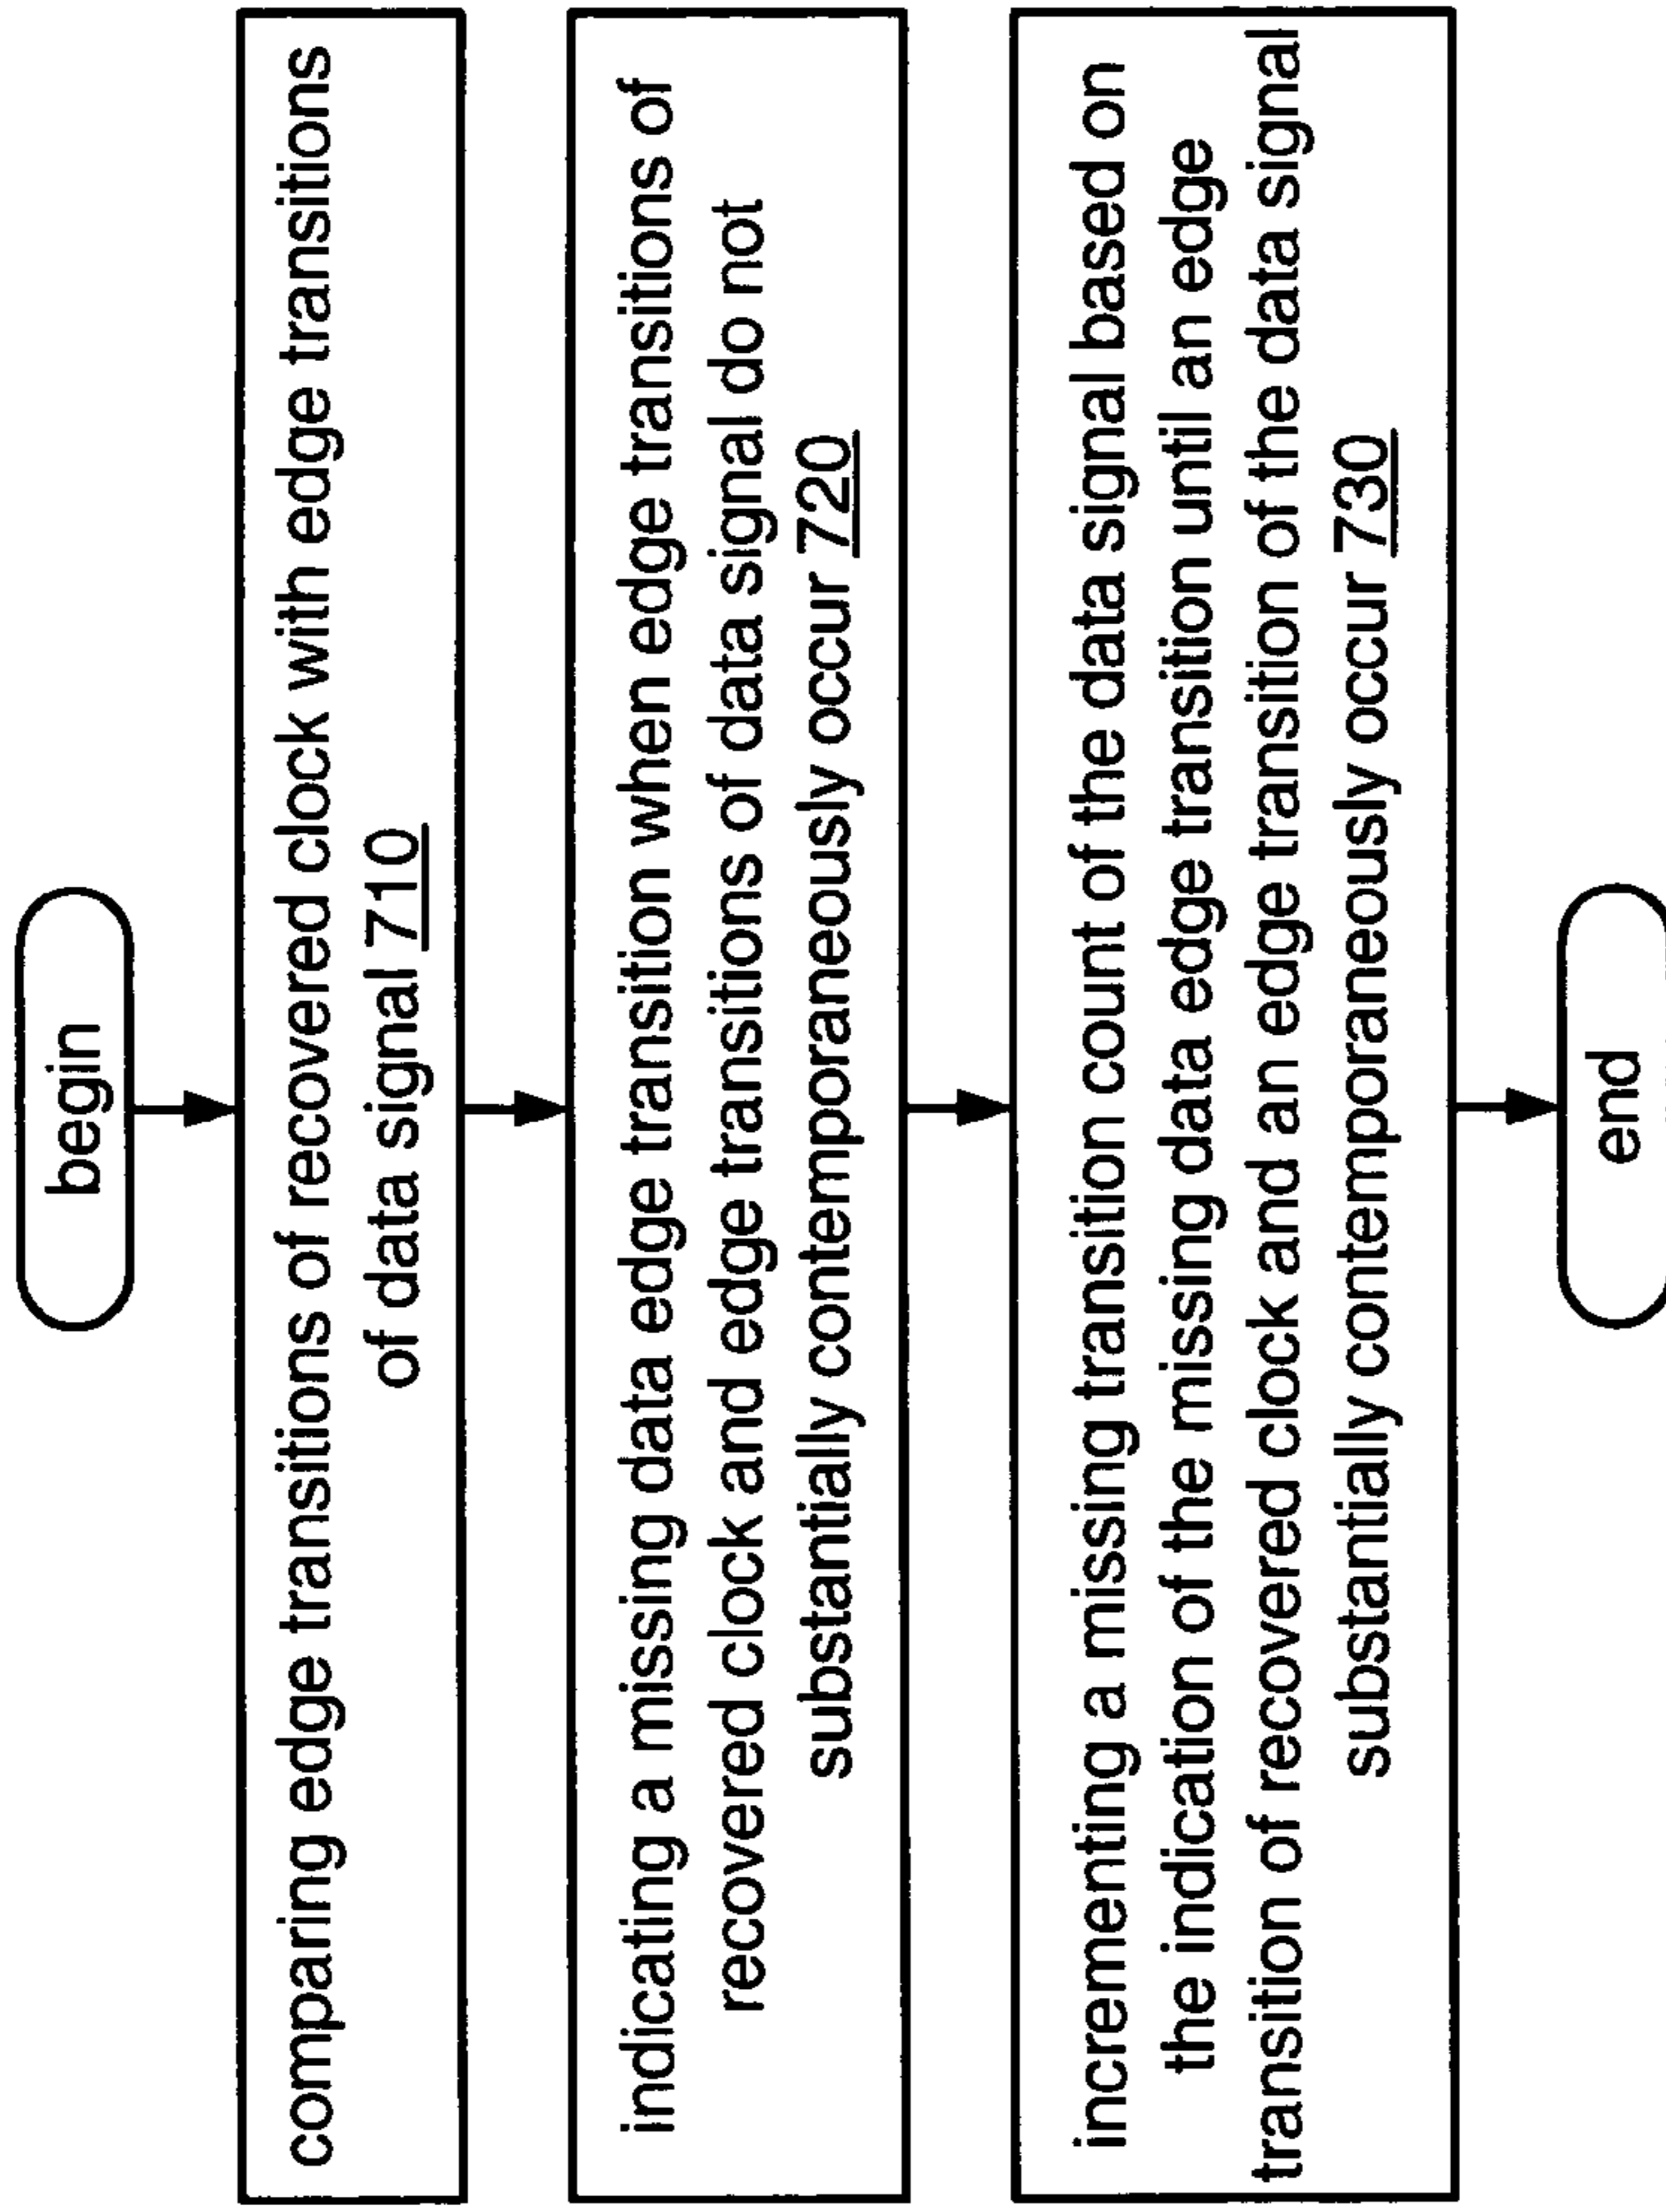 begin
comparing edge transitions of recovered clock with edge transitions
of data signal 710
indicating a missing data edge transition when edge transitions of
recovered clock and edge transitions of data signal do not
substantially contemporaneously occur 720
incrementing a missing transition count of the data signal based on
the indication of the missing data edge transition until an edge
transition of recovered clock and an edge transition of the data signal
substantially contemporaneously occur 730
end